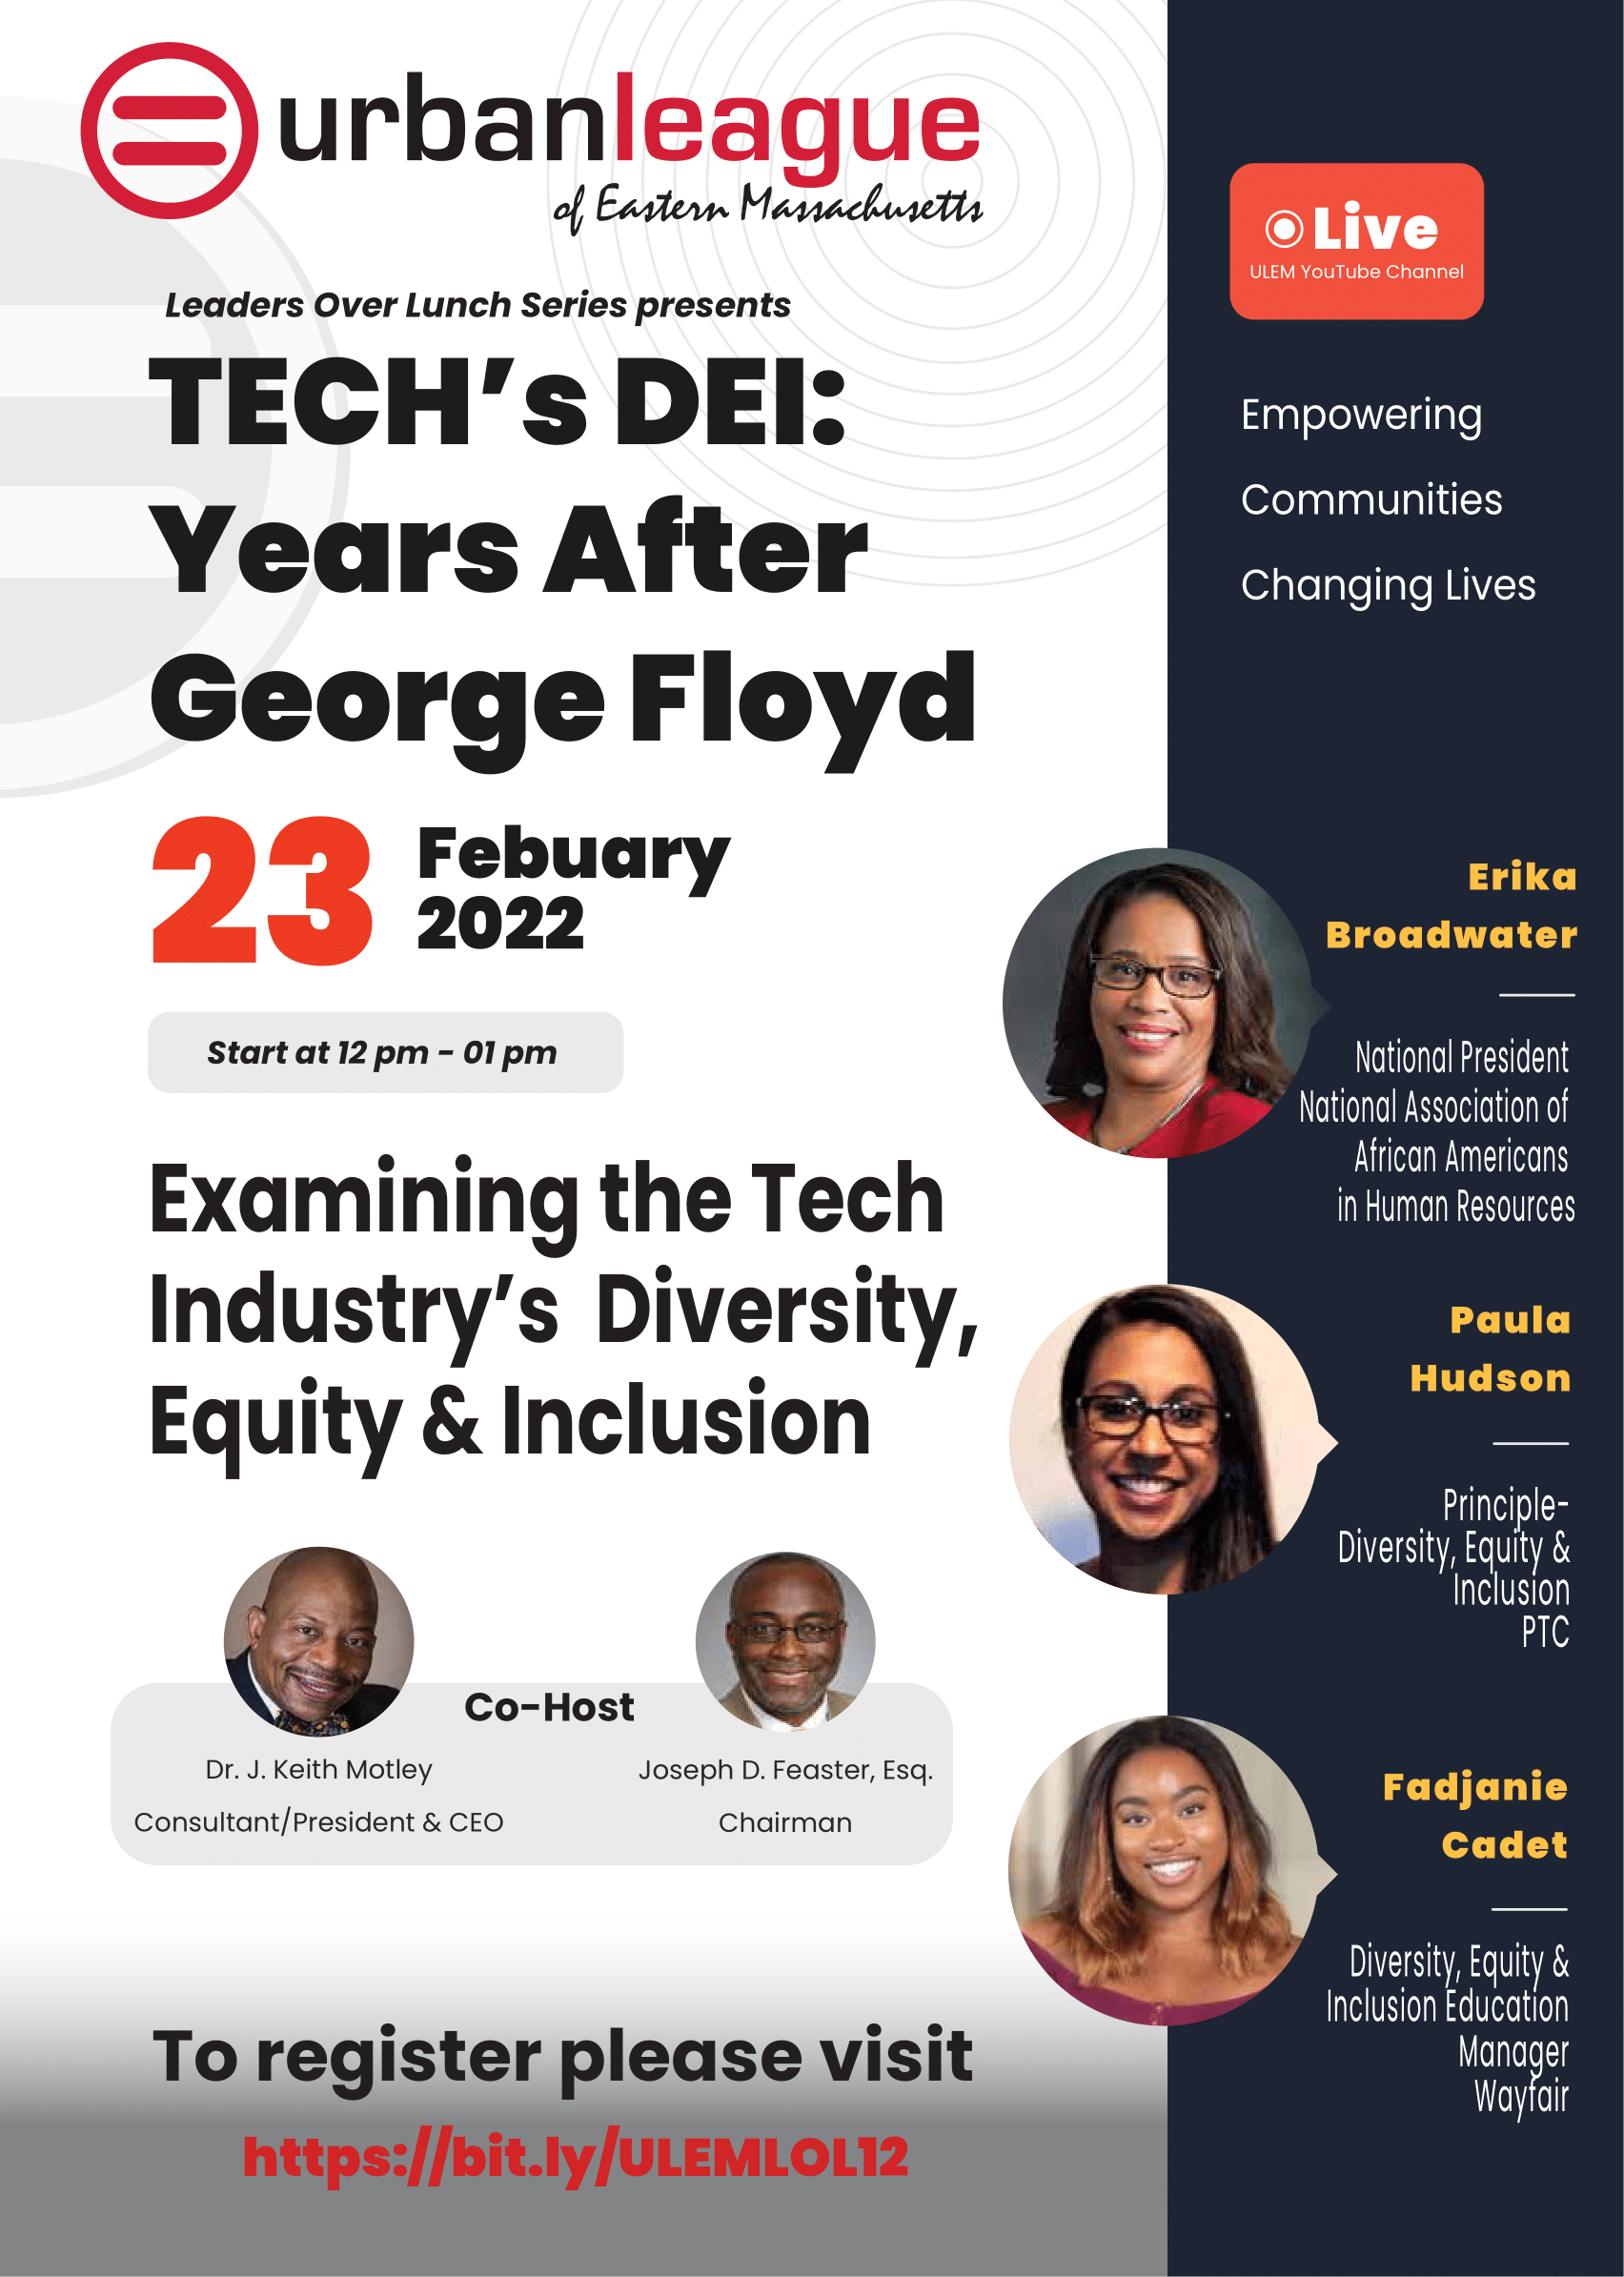 urbanleague
of Eastern Massachusetts
Leaders Over Lunch Series presents
TECH’s DEI:
Years After
George Floyd
23
Febuary
2022
Start at 12 pm - 01 pm
Examining the Tech
Industry’s Diversity,
Equity & Inclusion
Co-Host
Dr. J. Keith Motley
Consultant/President & CEO
Joseph D. Feaster, Esq.
Chairman
To register please visit
https://bit.ly/ULEMLOL12
Live
ULEM YouTube Channel
Empowering
Communities
Changing Lives
Erika
Broadwater
National President
National Association of
African Americans
in Human Resources
Paula
Hudson
Principle-
Diversity, Equity &
Inclusion
PTC
Fadjanie
Cadet
Diversity, Equity &
Inclusion Education
Manager
Wayfair